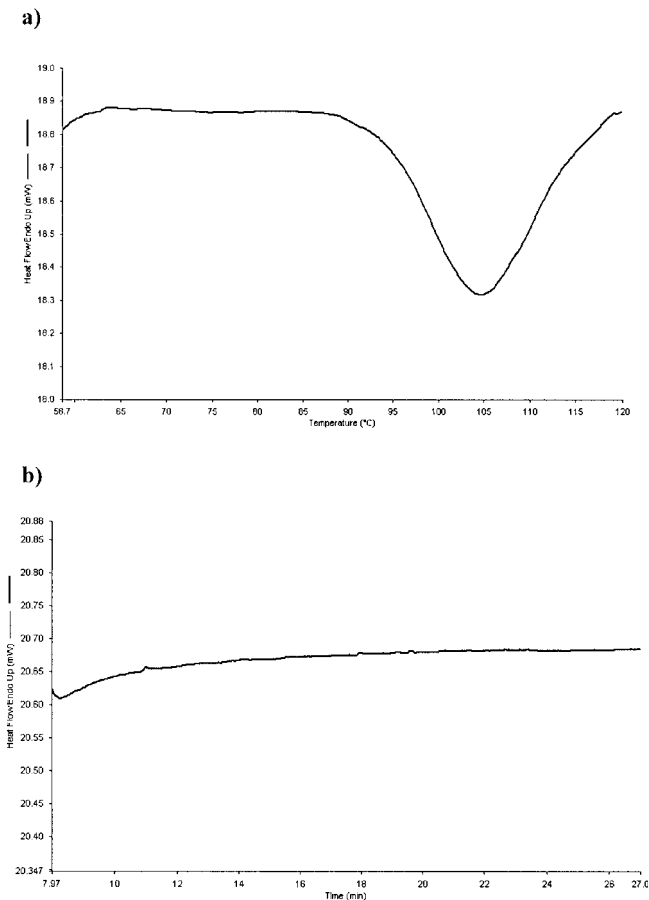 a)
19.0
18.9
18.8
18.7
18.6
18.5
18.4
18.3
18.2
18.1
18.0
Heat Flow Endo Up (mW)
56.7 65 70 75 80 85 90 95 100 105 110 115 120
Temperature (°C)
b)
20.88
20.85
20.80
20.75
20.70
20.65
20.60
20.55
20.50
20.45
20.40
20.347
Heat Flow Endo Up (mW)
7.97 10 12 14 16 18 20 22 24 26 27.0
Time (min)